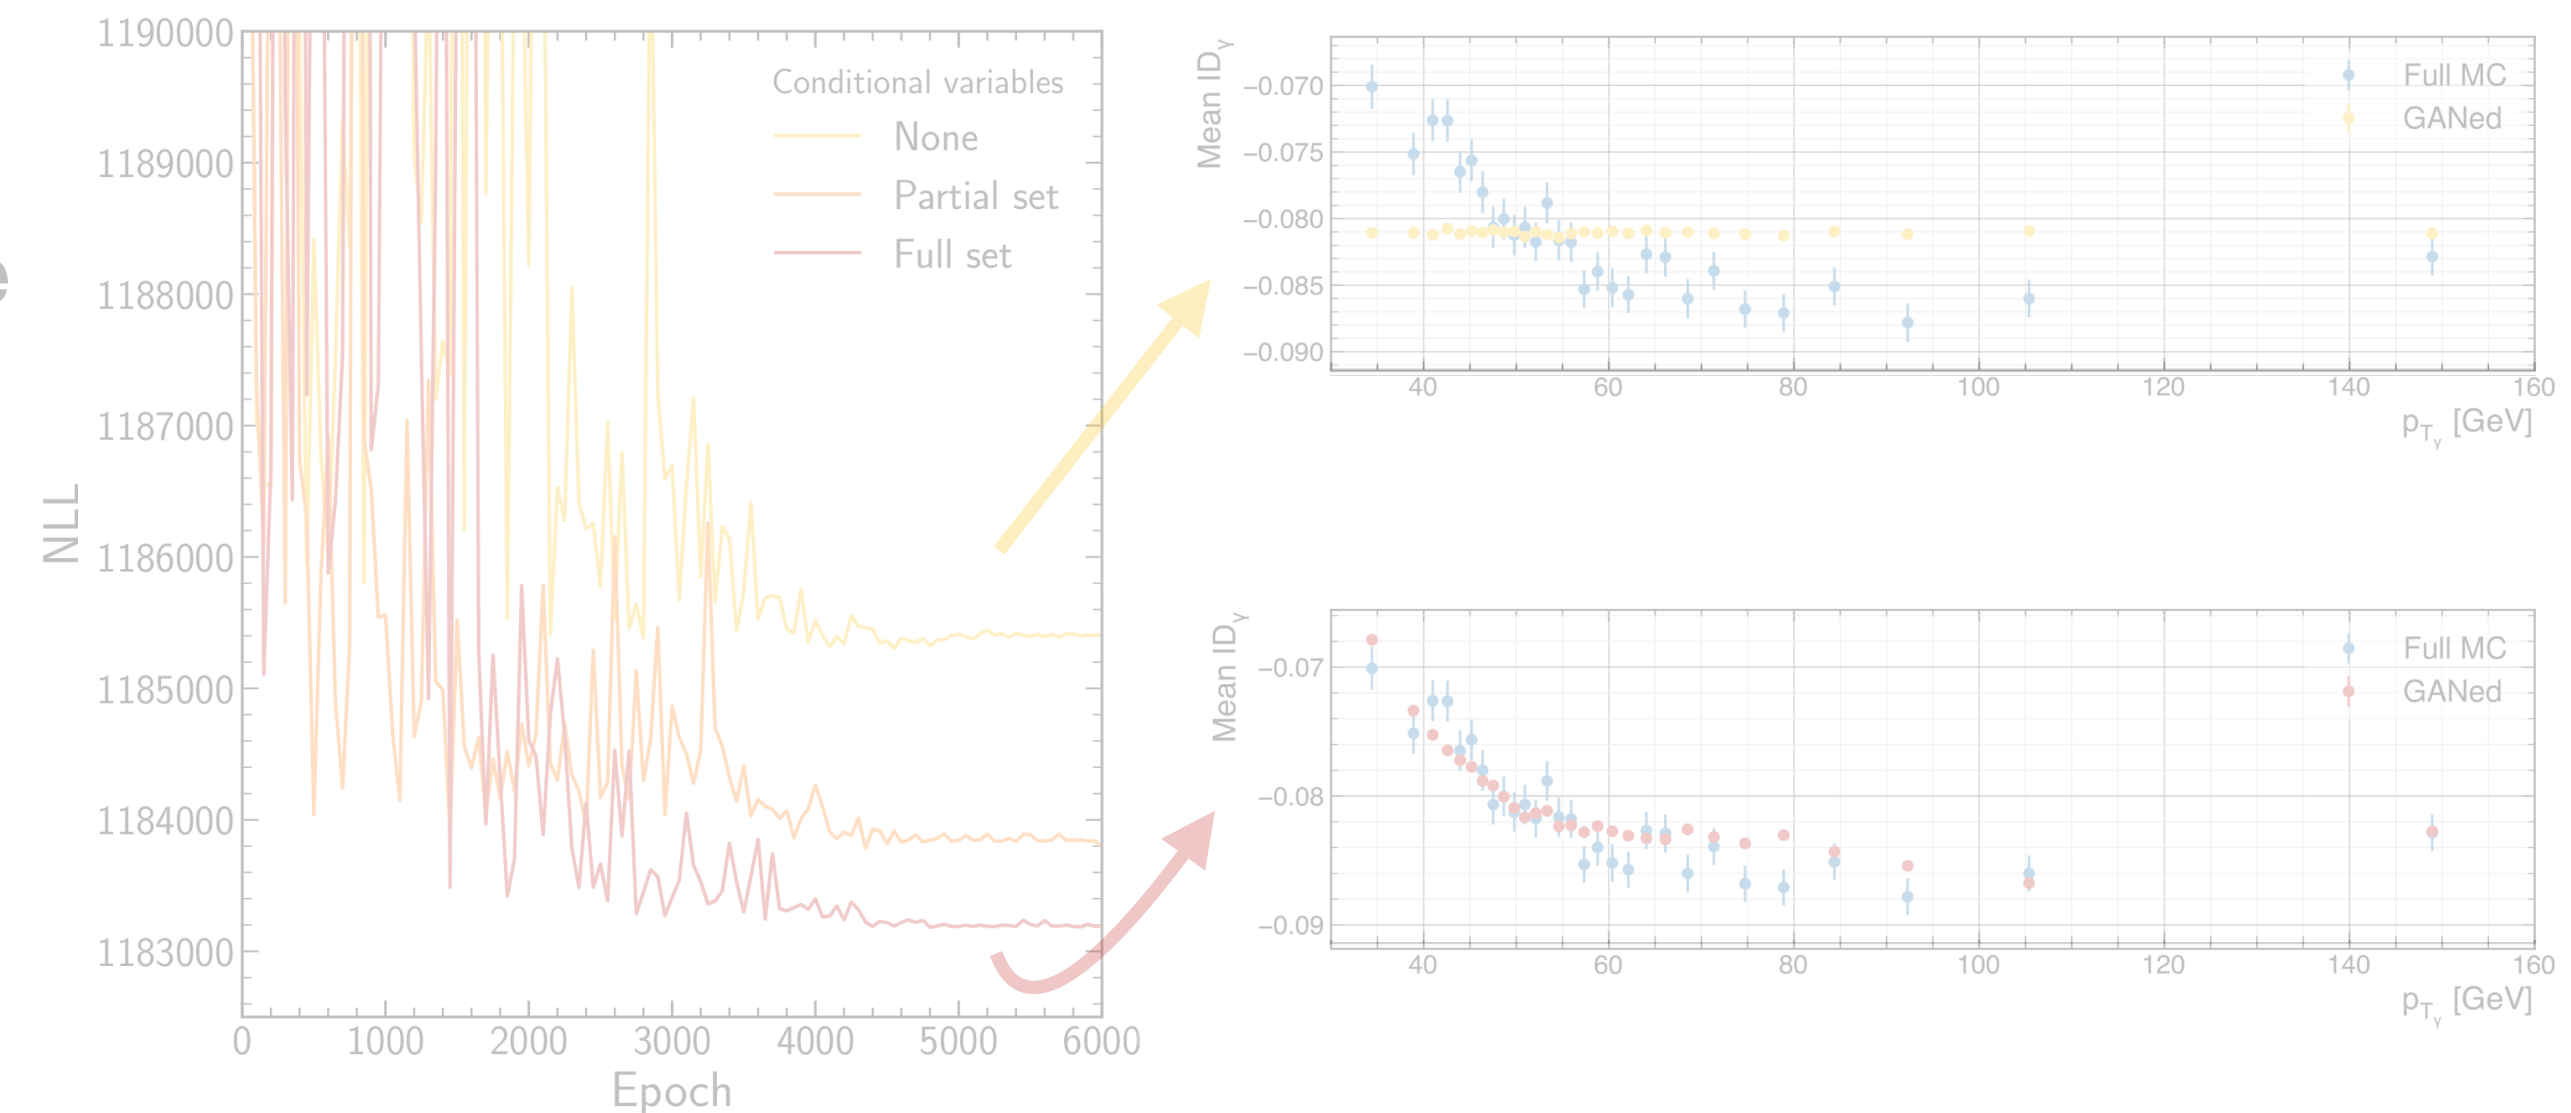 e
1190000
1189000
1188000
1187000
1186000
1185000
1184000
1183000
NLL
0 1000 2000 3000 4000 5000 6000
Epoch
Conditional variables
None
Partial set
Full set
Mean IDγ
−0.070
−0.075
−0.080
−0.085
−0.090
Full MC
GANed
40 60 80 100 120 140 160
pTγ [GeV]
Mean IDγ
−0.07
−0.08
−0.09
Full MC
GANed
40 60 80 100 120 140 160
pTγ [GeV]